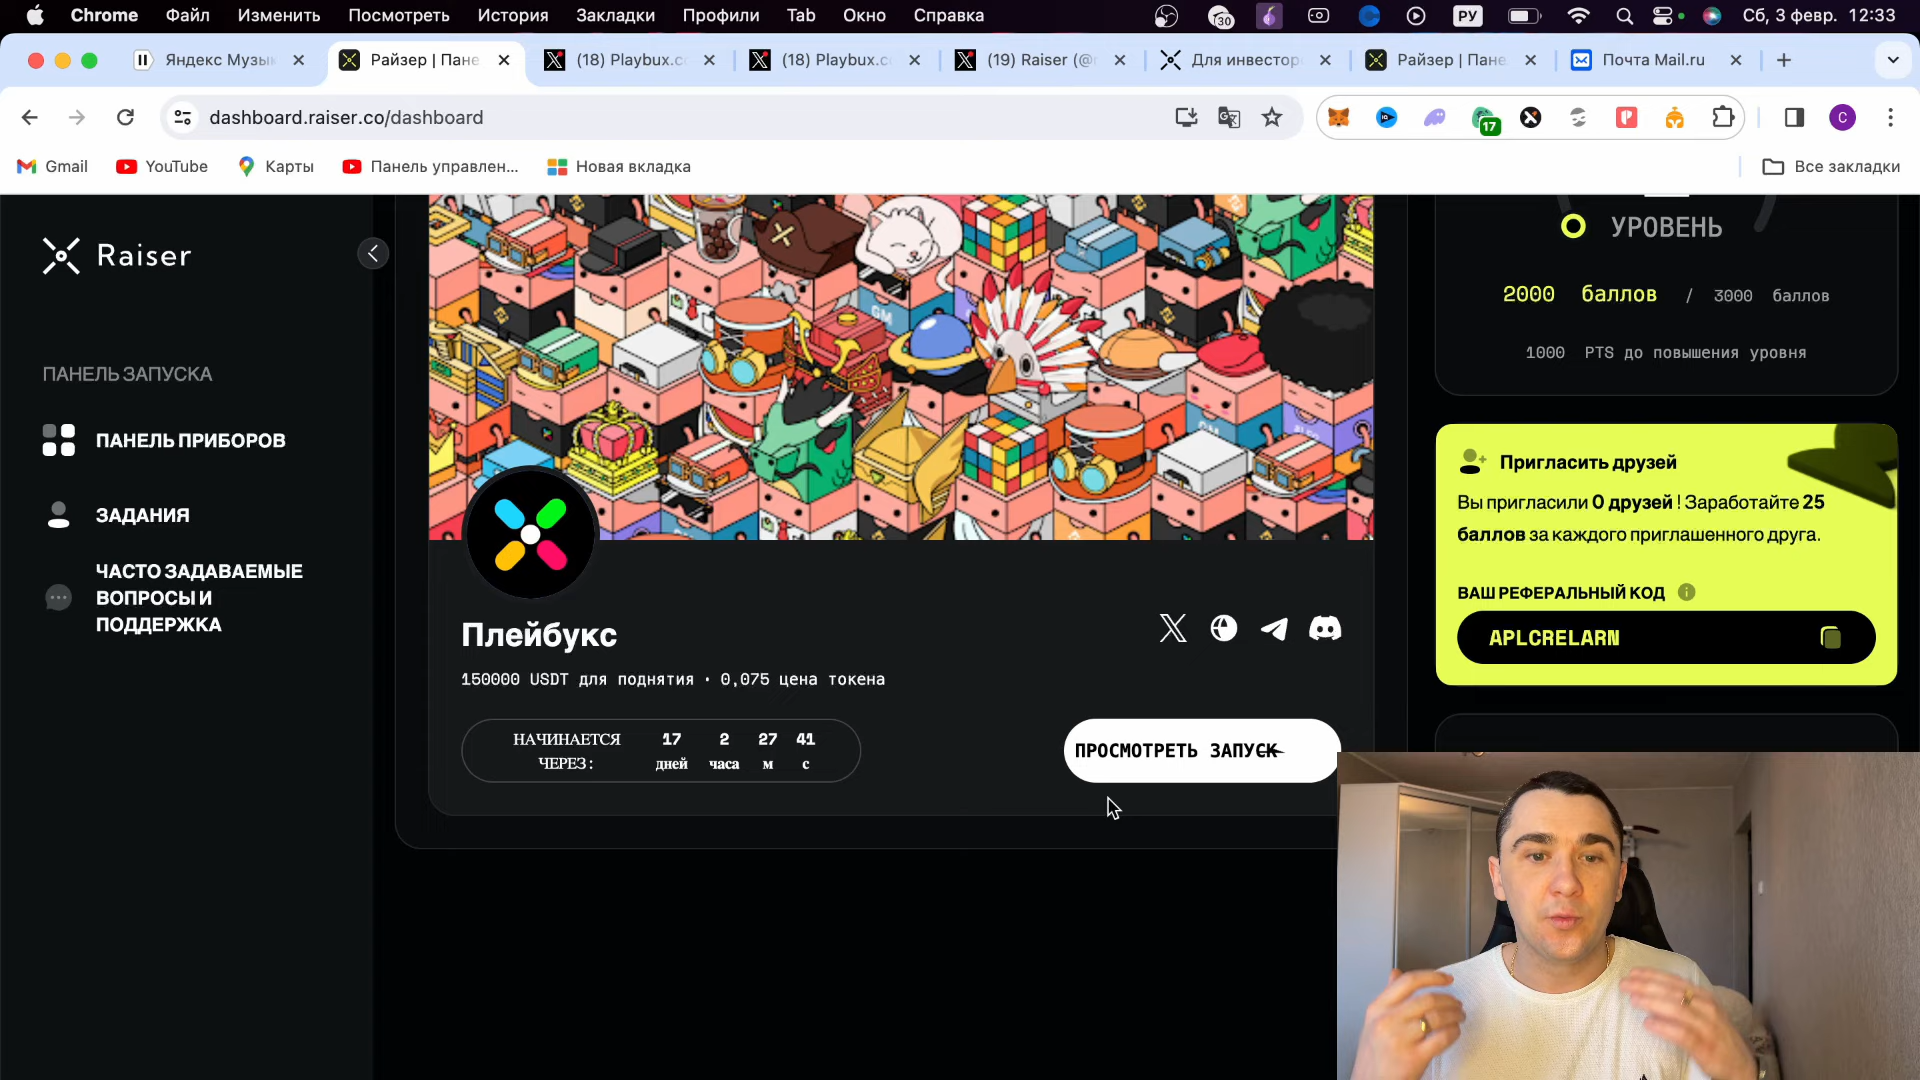 Chrome Файл Изменить Посмотреть История Закладки Профили Tab Окно Справка
30 РУ Сб, 3 февр. 12:33
Яндекс Музы
Райзер | Пане
(18) Playbux.c
(18) Playbux.c
(19) Raiser (@
Для инвестор
Райзер | Пане
Почта Mail.ru
dashboard.raiser.co/dashboard
17
C
Gmail YouTube Карты Панель управлен... Новая вкладка Все закладки
Raiser
ПАНЕЛЬ ЗАПУСКА
ПАНЕЛЬ ПРИБОРОВ
ЗАДАНИЯ
ЧАСТО ЗАДАВАЕМЫЕ
ВОПРОСЫ И
ПОДДЕРЖКА
GM
Плейбукс
150000 USDT для поднятия · 0,075 цена токена
НАЧИНАЕТСЯ
ЧЕРЕЗ:
17 2 27 41
дней часа м с
ПРОСМОТРЕТЬ ЗАПУСК
УРОВЕНЬ
2000 баллов / 3000 баллов
1000 PTS до повышения уровня
Пригласить друзей
Вы пригласили 0 друзей ! Заработайте 25
баллов за каждого приглашенного друга.
ВАШ РЕФЕРАЛЬНЫЙ КОД
APLCRELARN